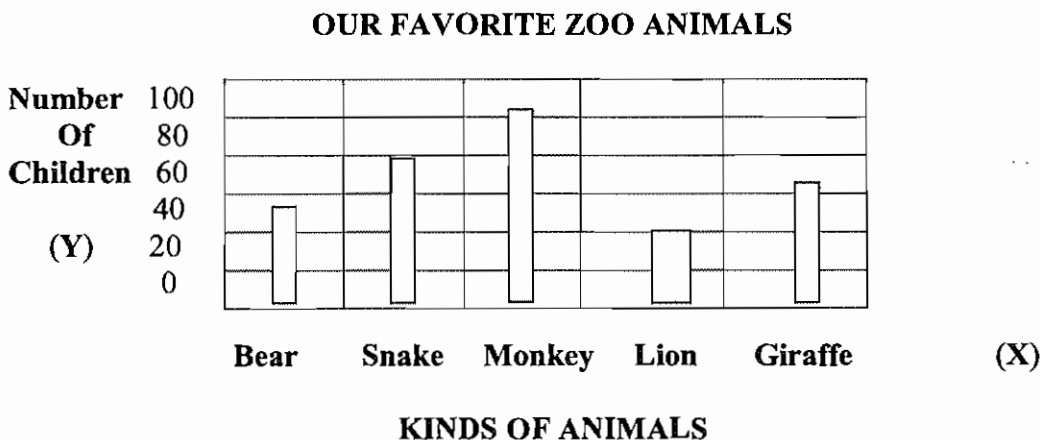 OUR FAVORITE ZOO ANIMALS
Number 100
Of 80
Children 60
40
(Y) 20
0
Bear Snake Monkey Lion Giraffe (X)
KINDS OF ANIMALS